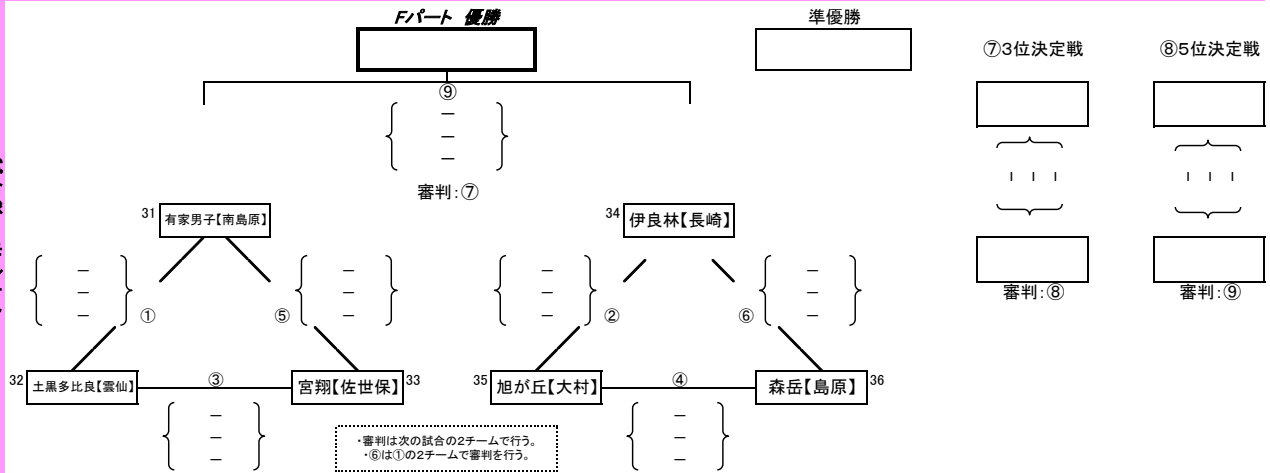 Fパート 優勝
準優勝
⑦3位決定戦
⑧5位決定戦
⑨
－
－
－
審判:⑦
－ － －
－ － －
審判:⑧
審判:⑨
31 有家男子【南島原】
34 伊良林【長崎】
－
－
－
①
－
－
－
⑤
－
－
－
②
－
－
－
⑥
32 土黒多比良【雲仙】
③
宮翔【佐世保】 33
35 旭が丘【大村】
④
森岳【島原】 36
－
－
－
－
－
－
・審判は次の試合の2チームで行う。
・⑥は①の2チームで審判を行う。